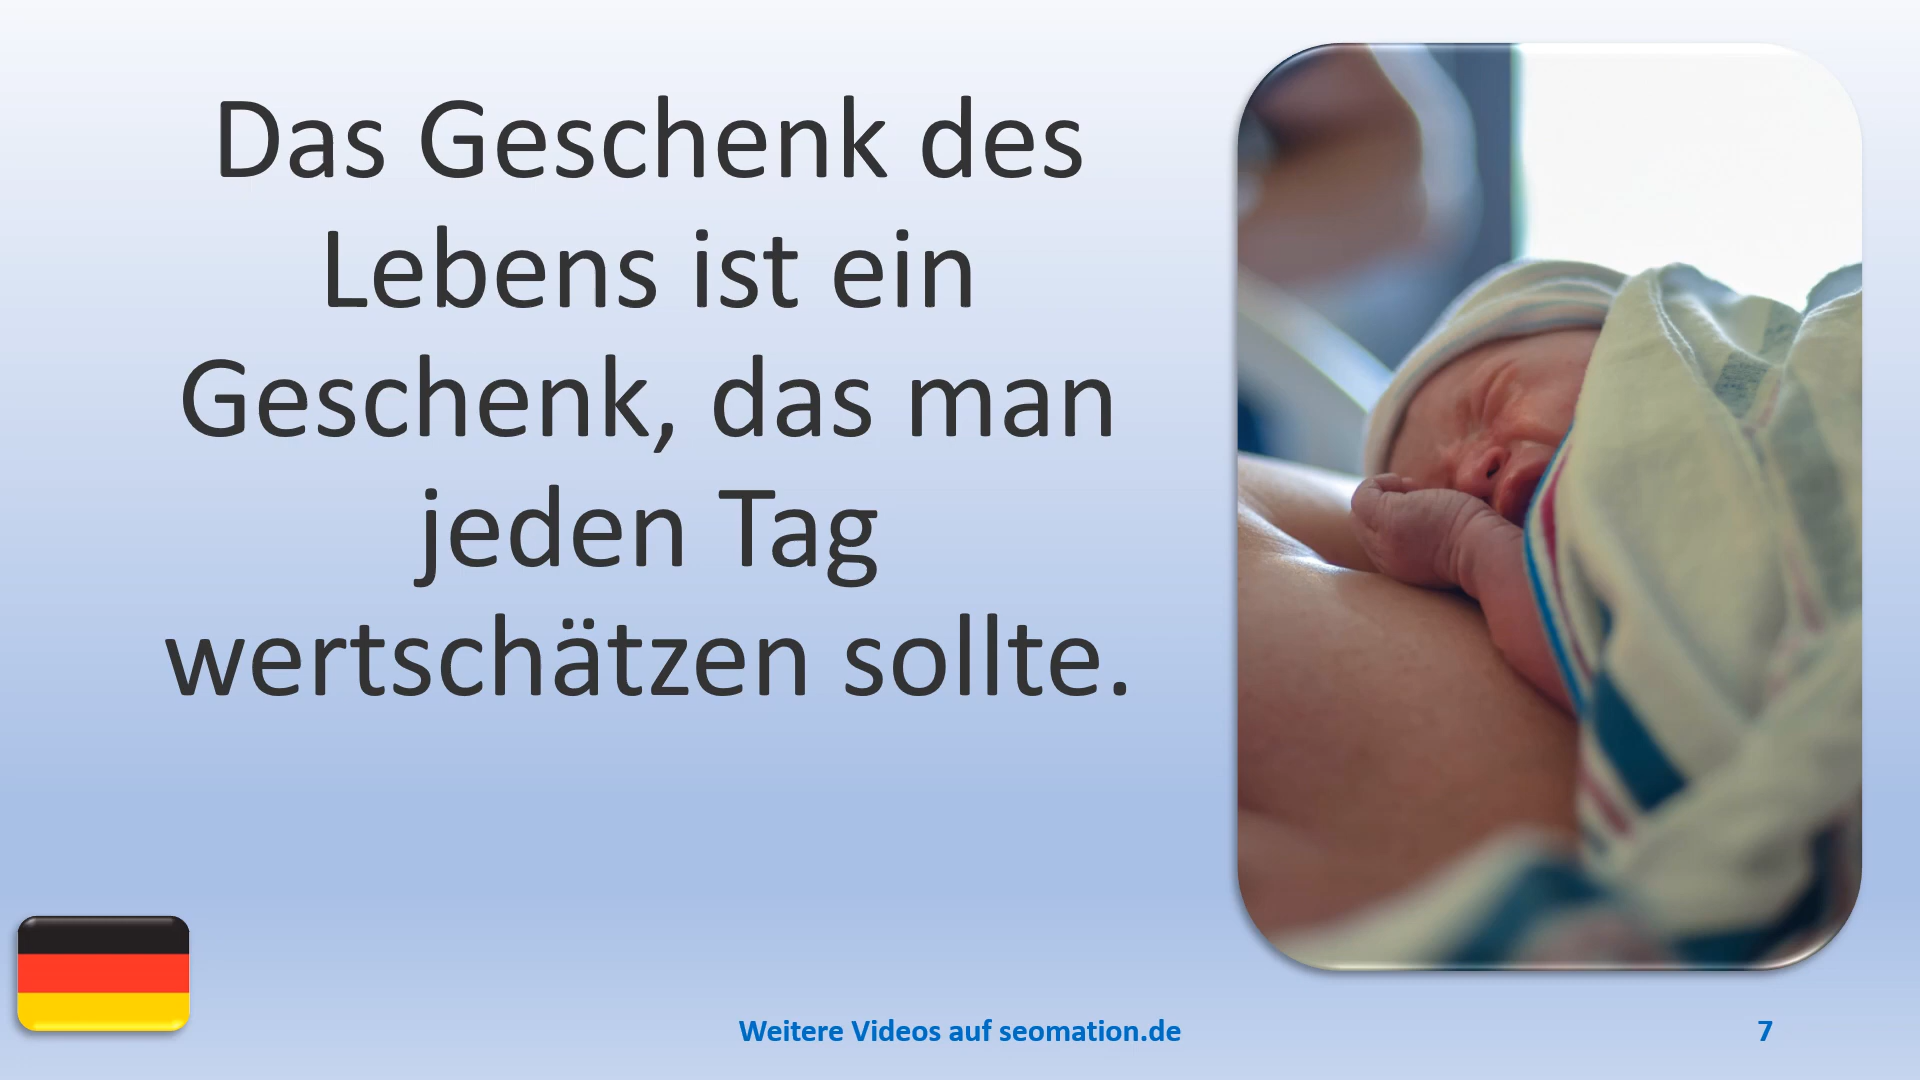 Das Geschenk des
Lebens ist ein
Geschenk, das man
jeden Tag
wertschätzen sollte.
Weitere Videos auf seomation.de
7